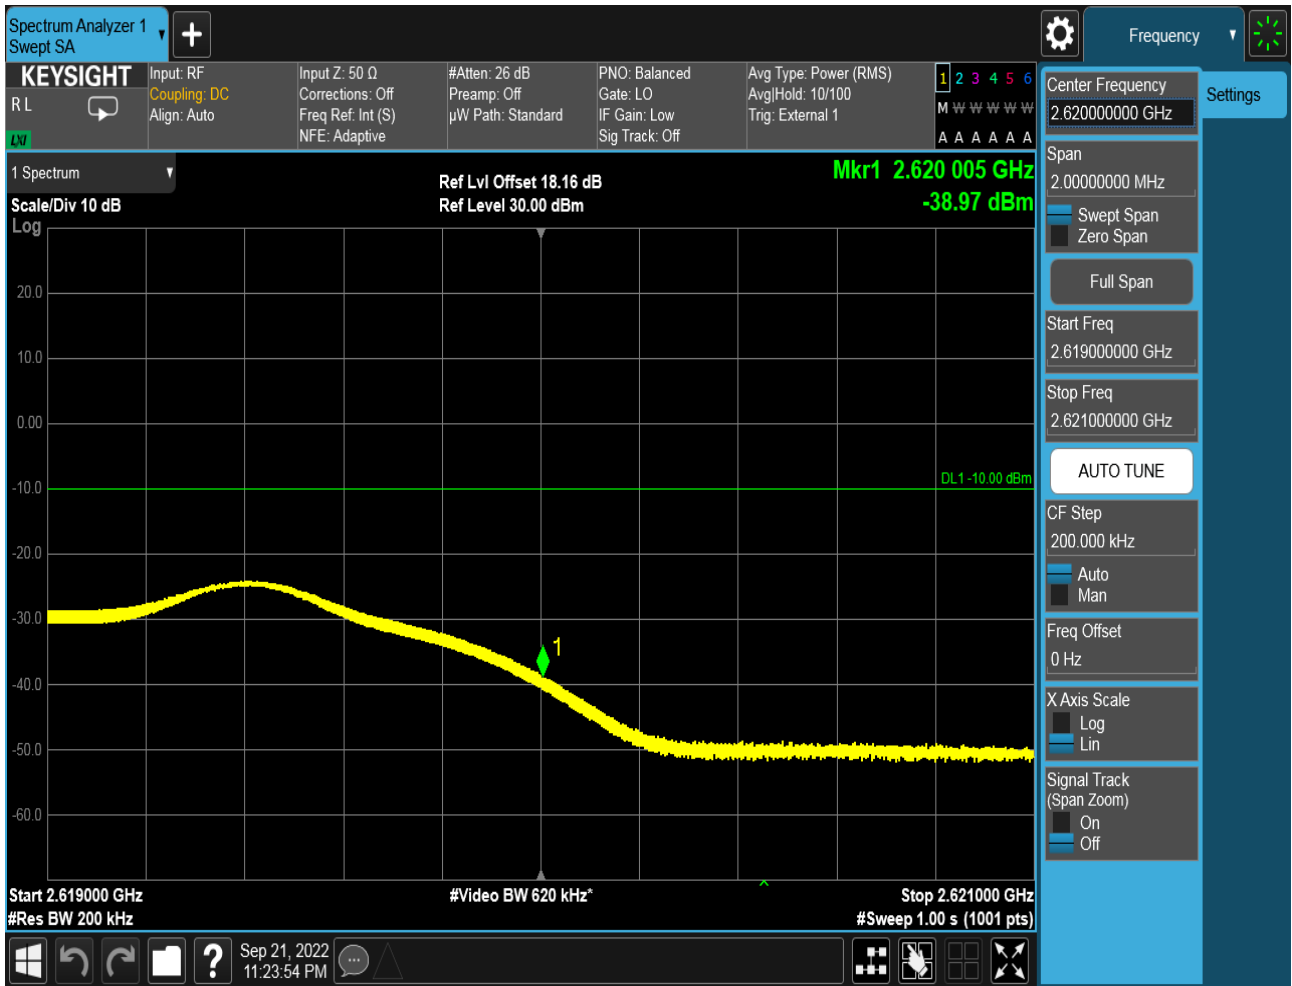 Spectrum Analyzer 1
Swept SA
Frequency
KEYSIGHT
R L
LXI
Input: RF
Coupling: DC
Align: Auto
Input Z: 50 Ω
Corrections: Off
Freq Ref: Int (S)
NFE: Adaptive
#Atten: 26 dB
Preamp: Off
µW Path: Standard
PNO: Balanced
Gate: LO
IF Gain: Low
Sig Track: Off
Avg Type: Power (RMS)
Avg|Hold: 10/100
Trig: External 1
1 2 3 4 5 6
M W W W W W
A A A A A A
1 Spectrum
Scale/Div 10 dB
Log
Ref Lvl Offset 18.16 dB
Ref Level 30.00 dBm
Mkr1 2.620 005 GHz
-38.97 dBm
20.0
10.0
0.00
-10.0
DL1 -10.00 dBm
-20.0
-30.0
1
-40.0
-50.0
-60.0
Start 2.619000 GHz
#Res BW 200 kHz
#Video BW 620 kHz*
Stop 2.621000 GHz
#Sweep 1.00 s (1001 pts)
Center Frequency
2.620000000 GHz
Settings
Span
2.00000000 MHz
Swept Span
Zero Span
Full Span
Start Freq
2.619000000 GHz
Stop Freq
2.621000000 GHz
AUTO TUNE
CF Step
200.000 kHz
Auto
Man
Freq Offset
0 Hz
X Axis Scale
Log
Lin
Signal Track
(Span Zoom)
On
Off
?
Sep 21, 2022
11:23:54 PM